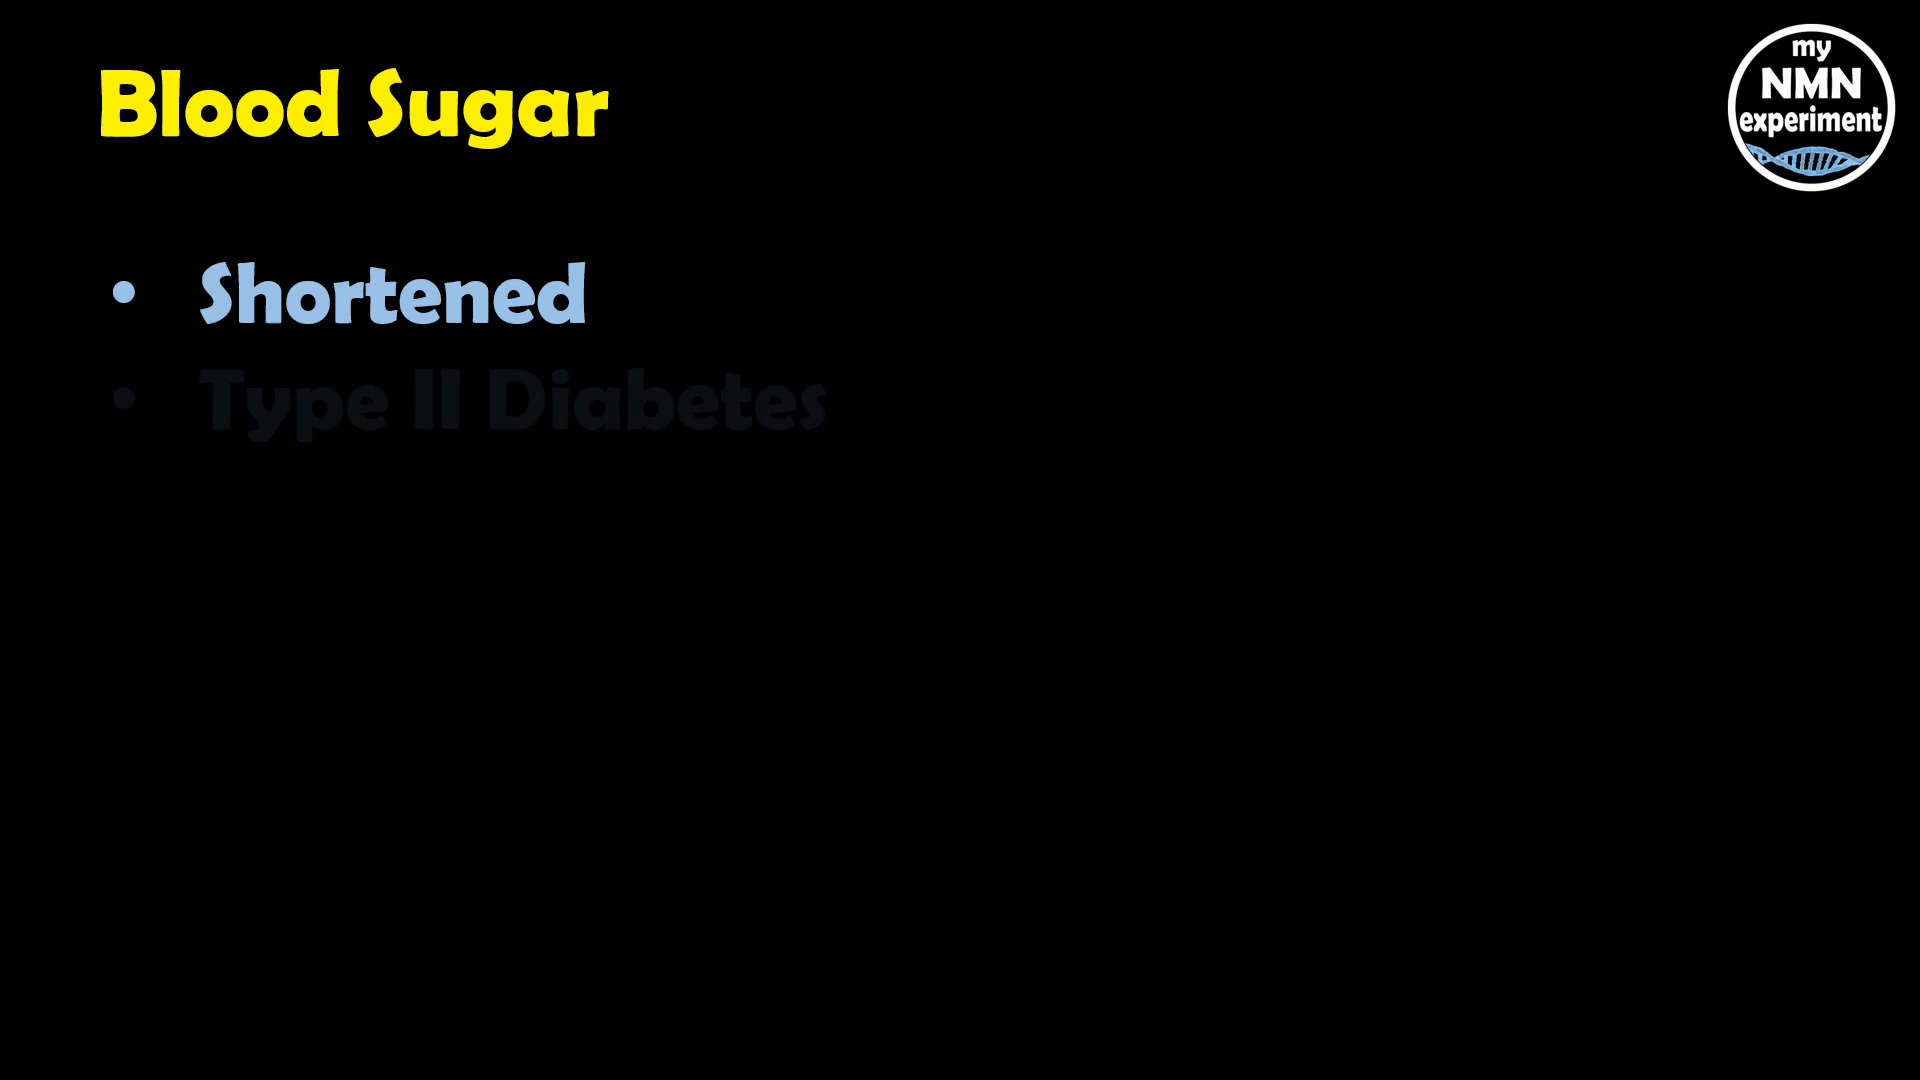 Blood Sugar
my
NMN
experiment
• Shortened
• Type II Diabetes